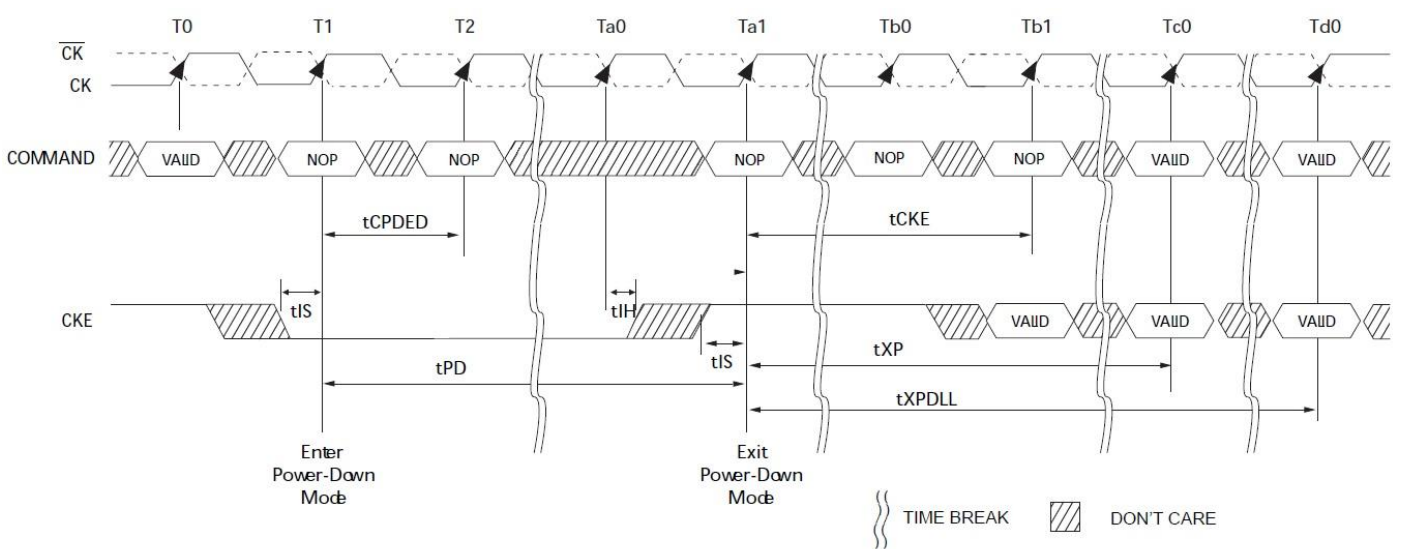 T0 T1 T2 Ta0 Ta1 Tb0 Tb1 Tc0 Td0
CK
CK
COMMAND VALID NOP NOP NOP NOP NOP VALID VALID
tCPDED tCKE
tIS tIH
CKE VALID VALID VALID
tIS tXP
tPD
tXPDLL
Enter
Power-Down
Mode
Exit
Power-Down
Mode
TIME BREAK DON'T CARE